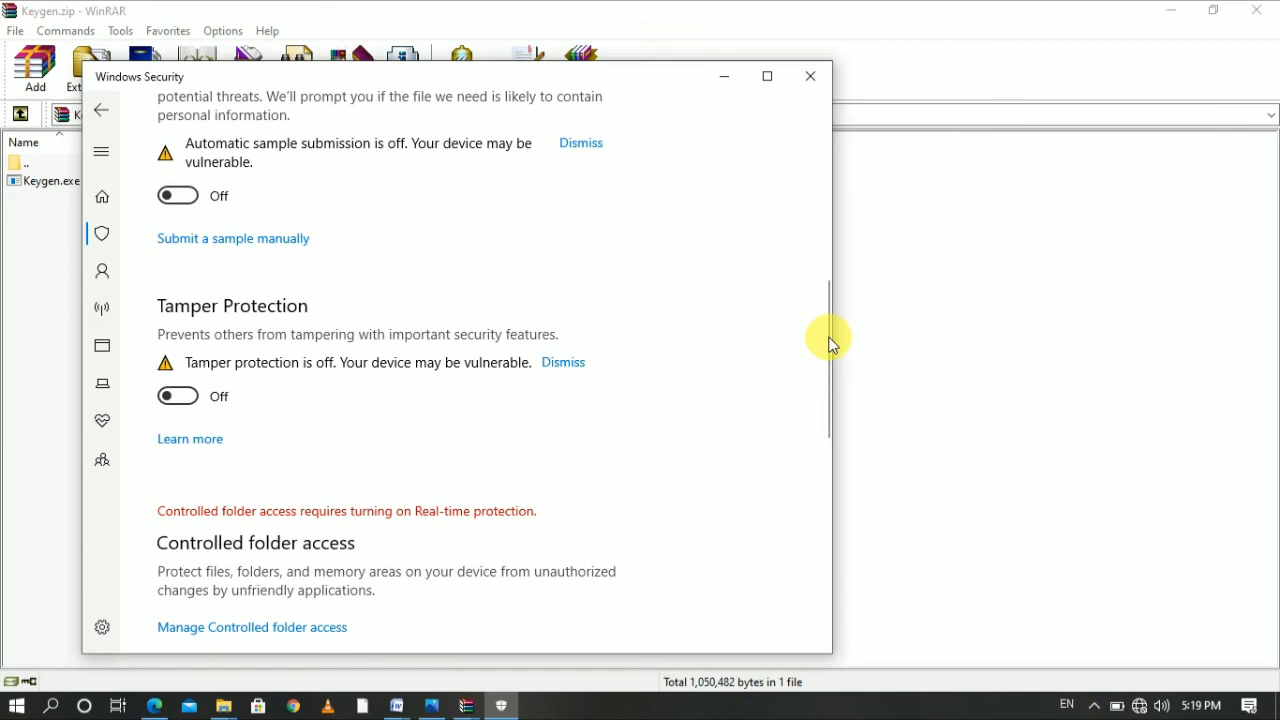 Keygen.zip - WinRAR
File Commands Tools Favorites Options Help
Add
Windows Security
Name
..
Keygen.exe
potential threats. We'll prompt you if the file we need is likely to contain
personal information.
Automatic sample submission is off. Your device may be
vulnerable.
Dismiss
Off
Submit a sample manually
Tamper Protection
Prevents others from tampering with important security features.
Tamper protection is off. Your device may be vulnerable. Dismiss
Off
Learn more
Controlled folder access requires turning on Real-time protection.
Controlled folder access
Protect files, folders, and memory areas on your device from unauthorized
changes by unfriendly applications.
Manage Controlled folder access
Total 1,050,482 bytes in 1 file
EN
5:19 PM